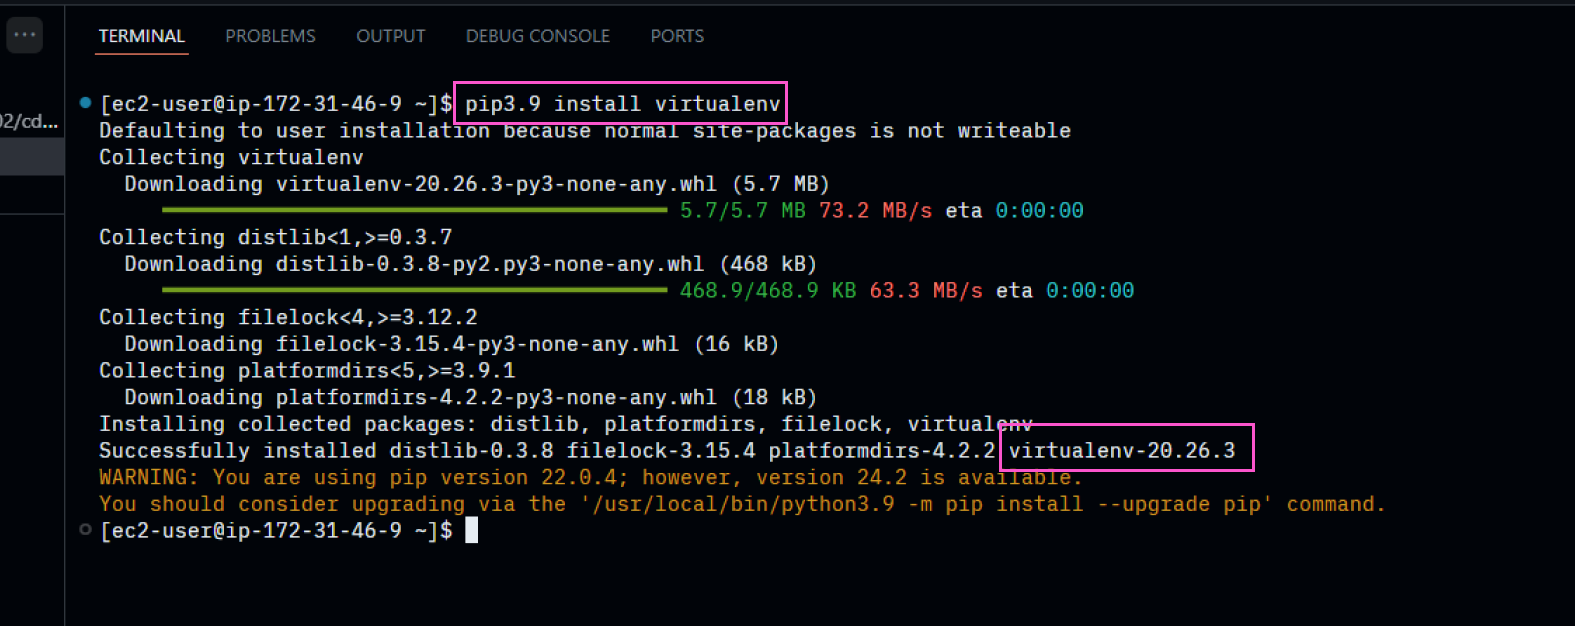 ...
TERMINAL PROBLEMS OUTPUT DEBUG CONSOLE PORTS
[ec2-user@ip-172-31-46-9 ~]$ pip3.9 install virtualenv
02/cd...
Defaulting to user installation because normal site-packages is not writeable
Collecting virtualenv
Downloading virtualenv-20.26.3-py3-none-any.whl (5.7 MB)
5.7/5.7 MB 73.2 MB/s eta 0:00:00
Collecting distlib<1,>=0.3.7
Downloading distlib-0.3.8-py2.py3-none-any.whl (468 kB)
468.9/468.9 KB 63.3 MB/s eta 0:00:00
Collecting filelock<4,>=3.12.2
Downloading filelock-3.15.4-py3-none-any.whl (16 kB)
Collecting platformdirs<5,>=3.9.1
Downloading platformdirs-4.2.2-py3-none-any.whl (18 kB)
Installing collected packages: distlib, platformdirs, filelock, virtualenv
Successfully installed distlib-0.3.8 filelock-3.15.4 platformdirs-4.2.2 virtualenv-20.26.3
WARNING: You are using pip version 22.0.4; however, version 24.2 is available.
You should consider upgrading via the '/usr/local/bin/python3.9 -m pip install --upgrade pip' command.
[ec2-user@ip-172-31-46-9 ~]$